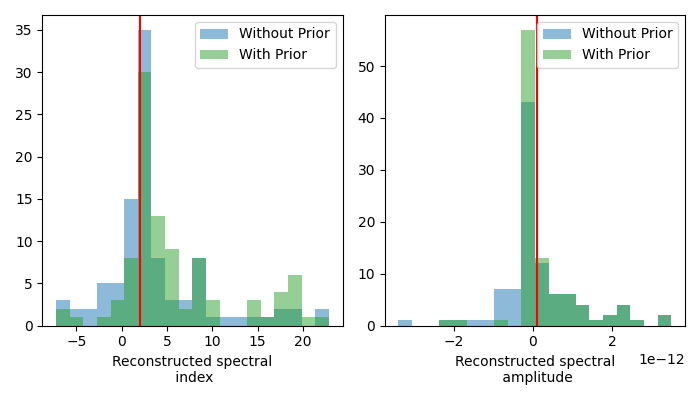 Without Prior
With Prior
35
30
25
20
15
10
5
0
−5 0 5 10 15 20
Reconstructed spectral
index
Without Prior
With Prior
50
40
30
20
10
0
−2 0 2
1e−12
Reconstructed spectral
amplitude